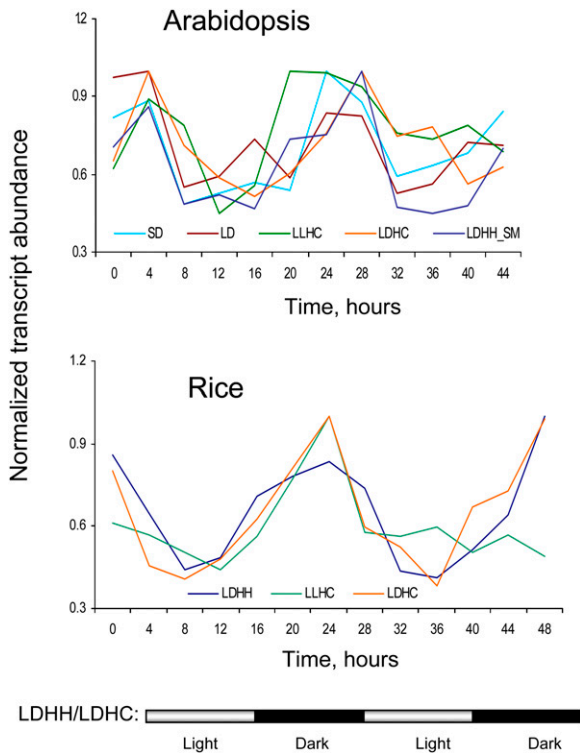 Arabidopsis
Normalized transcript abundance
1.2
0.9
0.6
0.3
SD LD LLHC LDHC LDHH_SM
0 4 8 12 16 20 24 28 32 36 40 44
Time, hours
Rice
1.2
0.9
0.6
0.3
LDHH LLHC LDHC
0 4 8 12 16 20 24 28 32 36 40 44 48
Time, hours
LDHH/LDHC:
Light Dark Light Dark